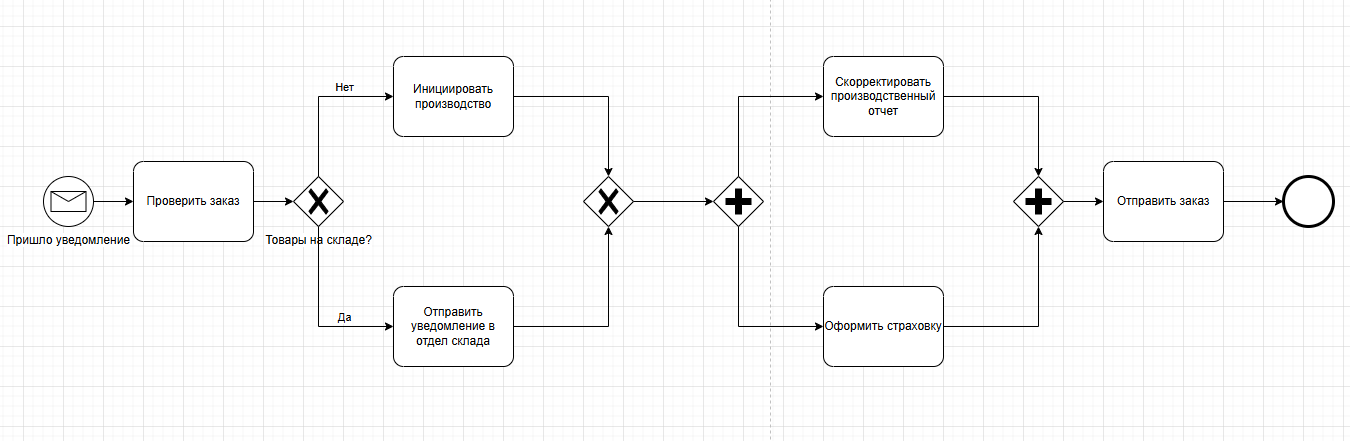 Пришло уведомление
Проверить заказ
Товары на складе?
Нет
Инициировать
производство
Да
Отправить
уведомление в
отдел склада
Скорректировать
производственный
отчет
Оформить страховку
Отправить заказ